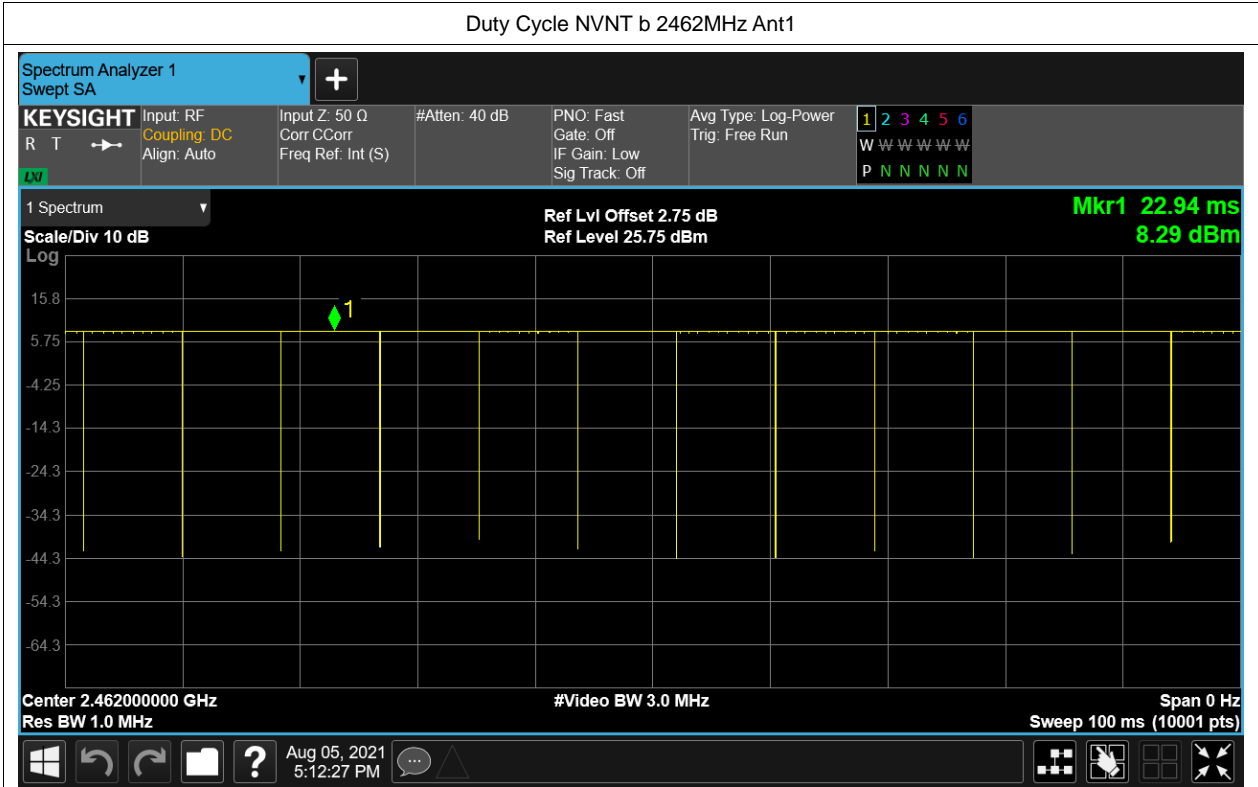 Duty Cycle NVNT b 2462MHz Ant1
Spectrum Analyzer 1
Swept SA
KEYSIGHT Input: RF Input Z: 50 Ω #Atten: 40 dB PNO: Fast Avg Type: Log-Power 1 2 3 4 5 6
R T Coupling: DC Corr CCorr Gate: Off Trig: Free Run W W W W W W
Align: Auto Freq Ref: Int (S) IF Gain: Low P N N N N N
LXI Sig Track: Off
1 Spectrum Ref Lvl Offset 2.75 dB Mkr1 22.94 ms
Scale/Div 10 dB Ref Level 25.75 dBm 8.29 dBm
Log
15.8
1
5.75
-4.25
-14.3
-24.3
-34.3
-44.3
-54.3
-64.3
Center 2.462000000 GHz #Video BW 3.0 MHz Span 0 Hz
Res BW 1.0 MHz Sweep 100 ms (10001 pts)
? Aug 05, 2021
5:12:27 PM